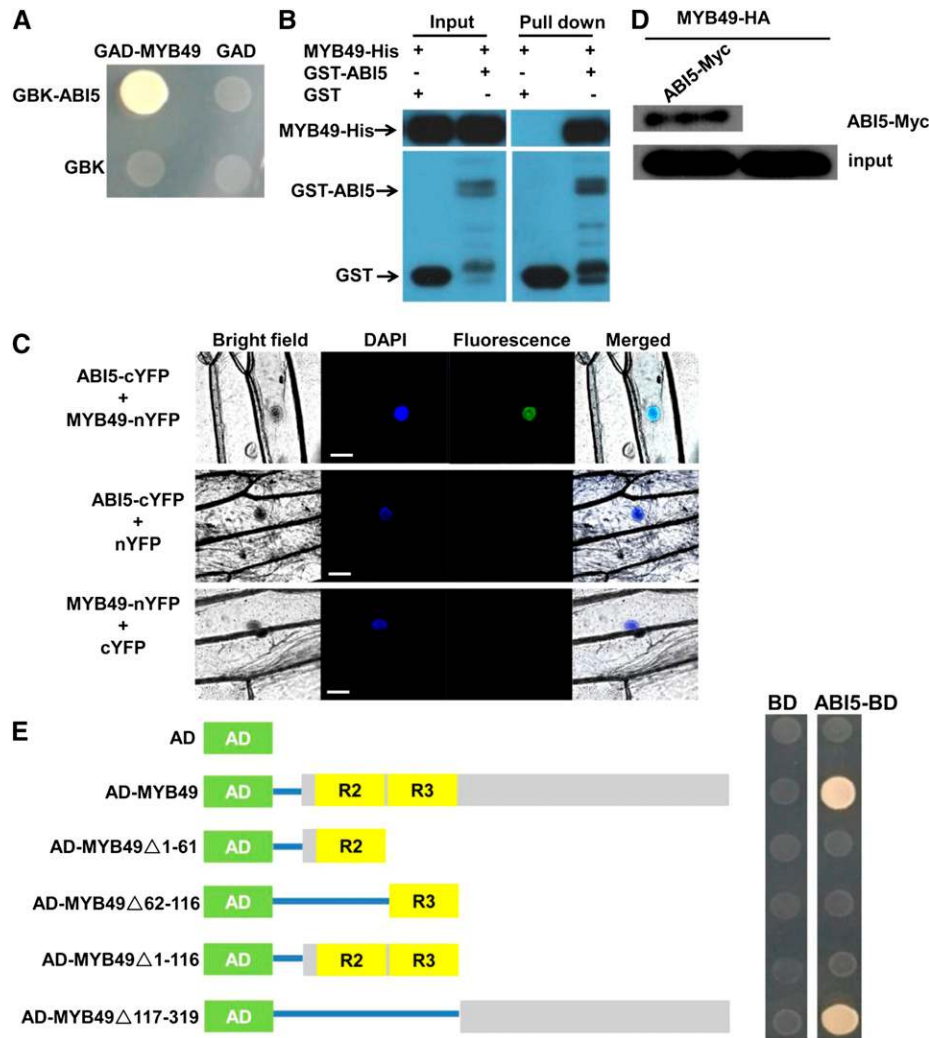 A
GAD-MYB49 GAD
GBK-ABI5
GBK
B
Input Pull down
MYB49-His + + + +
GST-ABI5 - + - +
GST + - + -
MYB49-His
GST-ABI5
GST
D
MYB49-HA
ABI5-Myc
ABI5-Myc
input
C
Bright field DAPI Fluorescence Merged
ABI5-cYFP
+
MYB49-nYFP
ABI5-cYFP
+
nYFP
MYB49-nYFP
+
cYFP
E
BD ABI5-BD
AD AD
AD-MYB49 AD R2 R3
AD-MYB49△1-61 AD R2
AD-MYB49△62-116 AD R3
AD-MYB49△1-116 AD R2 R3
AD-MYB49△117-319 AD